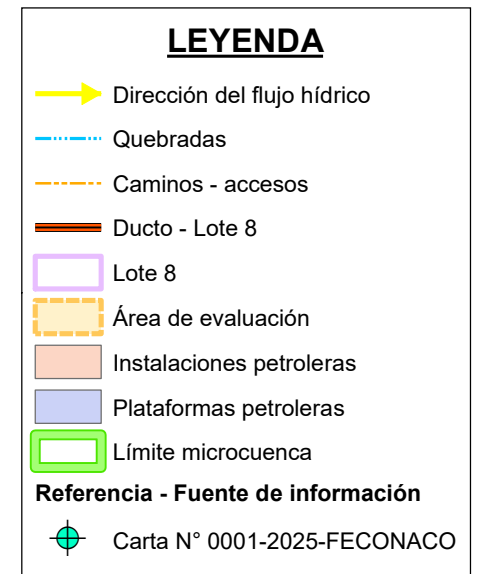 LEYENDA
Dirección del flujo hídrico
Quebradas
Caminos - accesos
Ducto - Lote 8
Lote 8
Área de evaluación
Instalaciones petroleras
Plataformas petroleras
Límite microcuenca
Referencia - Fuente de información
Carta N° 0001-2025-FECONACO